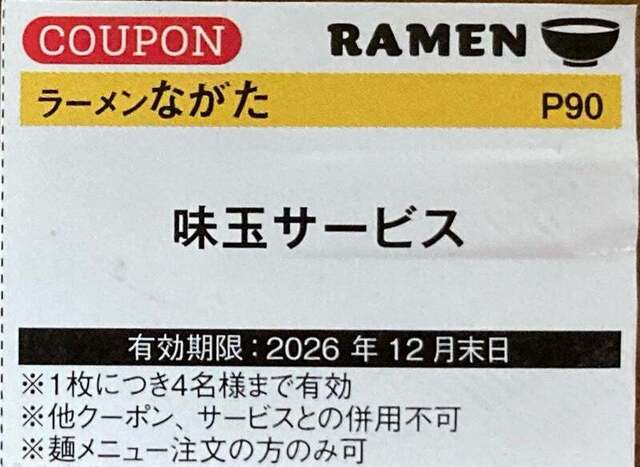 COUPON RAMEN
ラーメンながた P90
味玉サービス
有効期限：2026 年 12 月末日
※1枚につき4名様まで有効
※他クーポン、サービスとの併用不可
※麺メニュー注文の方のみ可